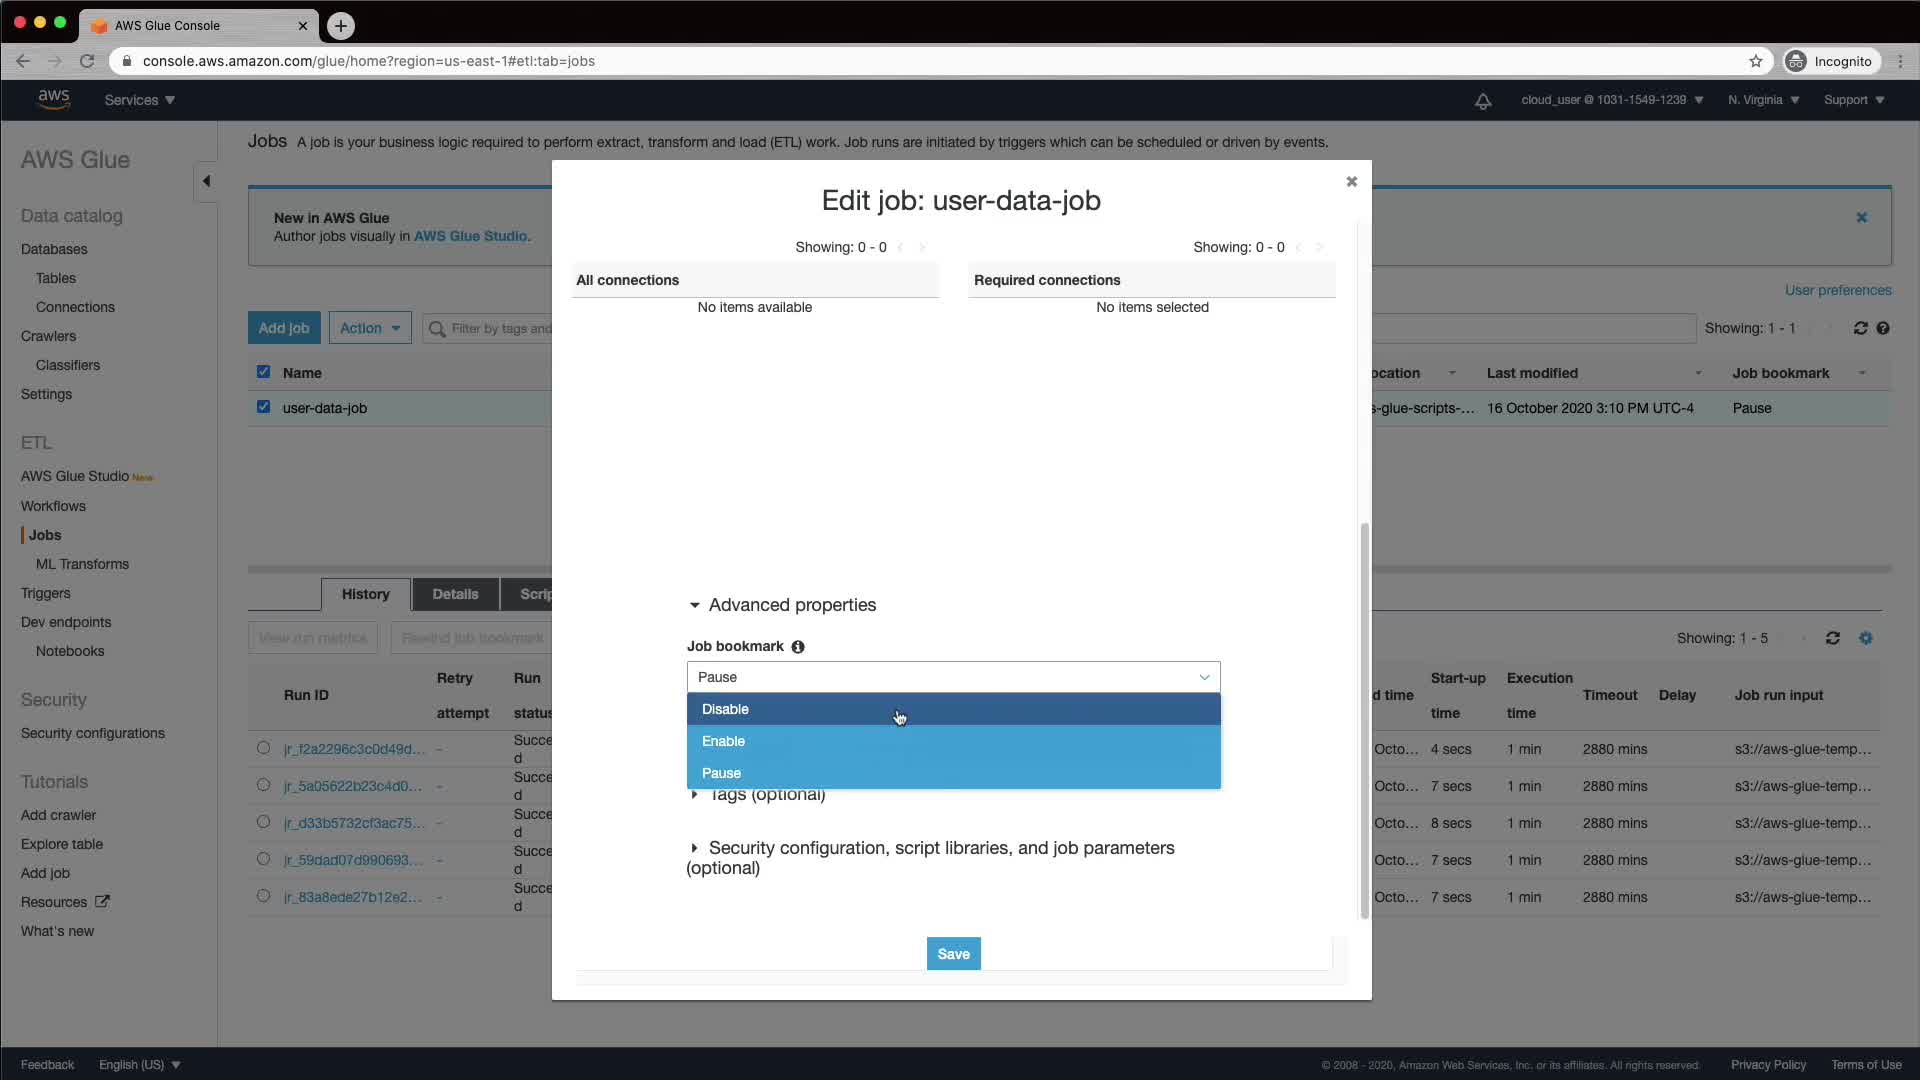 AWS Glue Console
console.aws.amazon.com/glue/home?region=us-east-1#etl:tab=jobs
Incognito
aws
Services
cloud_user @ 1031-1549-1239
N. Virginia
Support
AWS Glue
Data catalog
Databases
Tables
Connections
Crawlers
Classifiers
Settings
ETL
AWS Glue Studio New
Workflows
Jobs
ML Transforms
Triggers
Dev endpoints
Notebooks
Security
Security configurations
Tutorials
Add crawler
Explore table
Add job
Resources
What's new
Jobs A job is your business logic required to perform extract, transform and load (ETL) work. Job runs are initiated by triggers which can be scheduled or driven by events.
New in AWS Glue
Author jobs visually in AWS Glue Studio.
User preferences
Add job
Action
Filter by tags and
Showing: 1 - 1
Name
ocation
Last modified
Job bookmark
user-data-job
s-glue-scripts-...
16 October 2020 3:10 PM UTC-4
Pause
History
Details
Scrip
View run metrics
Rewind job bookmark
Showing: 1 - 5
Run ID
Retry attempt
Run status
d time
Start-up time
Execution time
Timeout
Delay
Job run input
jr_f2a2296c3c0d49d... - Succe d Octo... 4 secs 1 min 2880 mins s3://aws-glue-temp...
jr_5a05622b23c4d0... - Succe d Octo... 7 secs 1 min 2880 mins s3://aws-glue-temp...
jr_d33b5732cf3ac75... - Succe d Octo... 8 secs 1 min 2880 mins s3://aws-glue-temp...
jr_59dad07d990693... - Succe d Octo... 7 secs 1 min 2880 mins s3://aws-glue-temp...
jr_83a8ede27b12e2... - Succe d Octo... 7 secs 1 min 2880 mins s3://aws-glue-temp...
Edit job: user-data-job
Showing: 0 - 0
Showing: 0 - 0
All connections
Required connections
No items available
No items selected
Advanced properties
Job bookmark
Pause
Disable
Enable
Pause
Tags (optional)
Security configuration, script libraries, and job parameters
(optional)
Save
Feedback
English (US)
© 2008 - 2020, Amazon Web Services, Inc. or its affiliates. All rights reserved.
Privacy Policy
Terms of Use